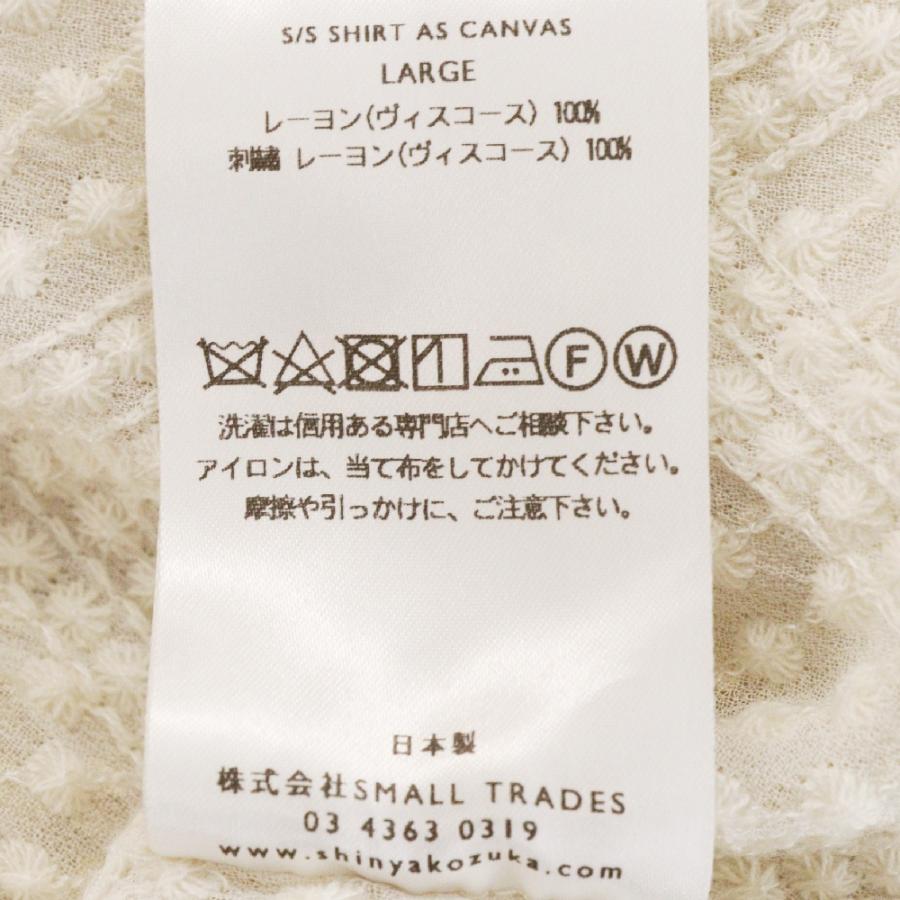 S/S SHIRT AS CANVAS
LARGE
レーヨン(ヴィスコース) 100%
刺繍 レーヨン(ヴィスコース) 100%
F W
洗濯は信用ある専門店へご相談下さい。
アイロンは、当て布をしてかけてください。
摩擦や引っかけに、ご注意下さい。
日本製
株式会社SMALL TRADES
03 4363 0319
www.shinyakozuka.com